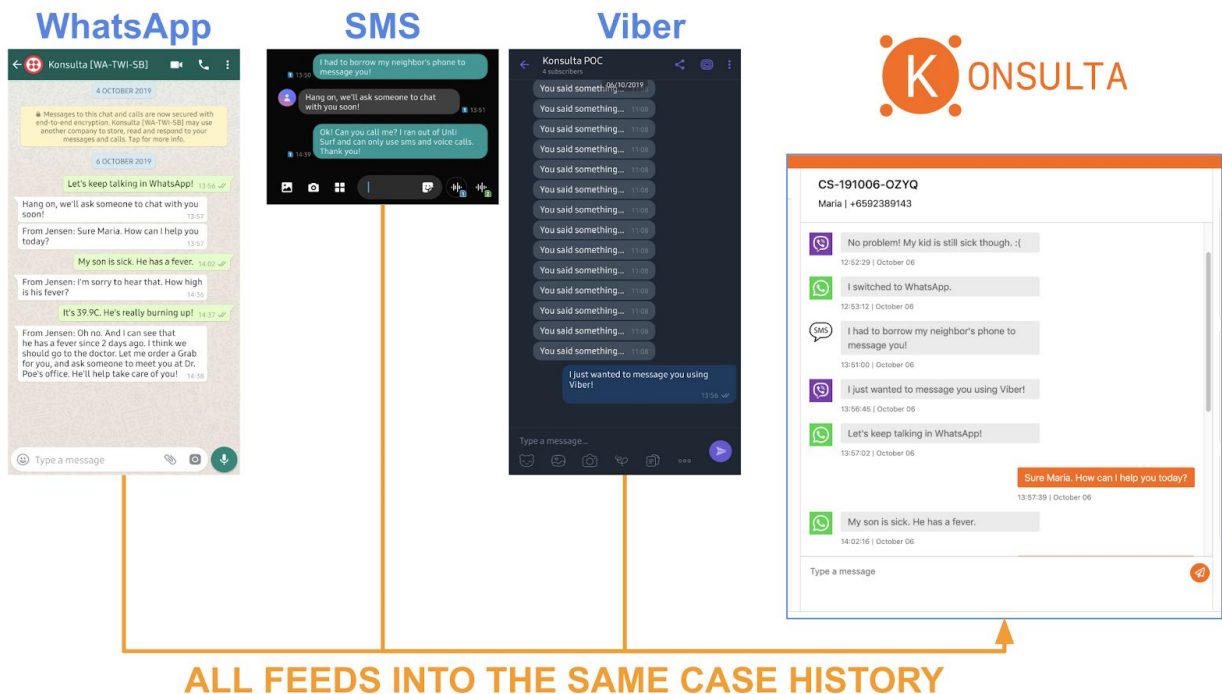 WhatsApp
Konsulta [WA-TWI-SB]
4 OCTOBER 2019
Messages to this chat and calls are now secured with
end-to-end encryption. Konsulta [WA-TWI-SB] may use
another company to store, read and respond to your
messages and calls. Tap for more info.
6 OCTOBER 2019
Let's keep talking in WhatsApp! 13:56
Hang on, we'll ask someone to chat with you
soon! 13:57
From Jensen: Sure Maria. How can I help you
today? 13:57
My son is sick. He has a fever. 14:02
From Jensen: I'm sorry to hear that. How high
is his fever? 14:36
It's 39.9C. He's really burning up! 14:37
From Jensen: Oh no. And I can see that
he has a fever since 2 days ago. I think we
should go to the doctor. Let me order a Grab
for you, and ask someone to meet you at Dr.
Poe's office. He'll help take care of you! 14:38
Type a message
SMS
I had to borrow my neighbor's phone to
1 13:50 message you!
Hang on, we'll ask someone to chat
with you soon! 1 13:51
Ok! Can you call me? I ran out of Unli
Surf and can only use sms and voice calls.
1 14:39 Thank you!
1
2
Viber
Konsulta POC
4 subscribers
06/10/2019
You said something...
You said something... 11:08
You said something... 11:08
You said something... 11:08
You said something... 11:08
You said something... 11:08
You said something... 11:08
You said something... 11:08
You said something... 11:08
You said something... 11:08
You said something... 11:08
You said something... 11:08
You said something... 11:08
You said something... 11:08
I just wanted to message you using
Viber!
13:56
Type a message...
KONSULTA
CS-191006-OZYQ
Maria | +6592389143
No problem! My kid is still sick though. :(
12:52:29 | October 06
I switched to WhatsApp.
12:53:12 | October 06
SMS
I had to borrow my neighbor's phone to
message you!
13:51:00 | October 06
I just wanted to message you using Viber!
13:56:45 | October 06
Let's keep talking in WhatsApp!
13:57:02 | October 06
Sure Maria. How can I help you today?
13:57:39 | October 06
My son is sick. He has a fever.
14:02:16 | October 06
Type a message
ALL FEEDS INTO THE SAME CASE HISTORY